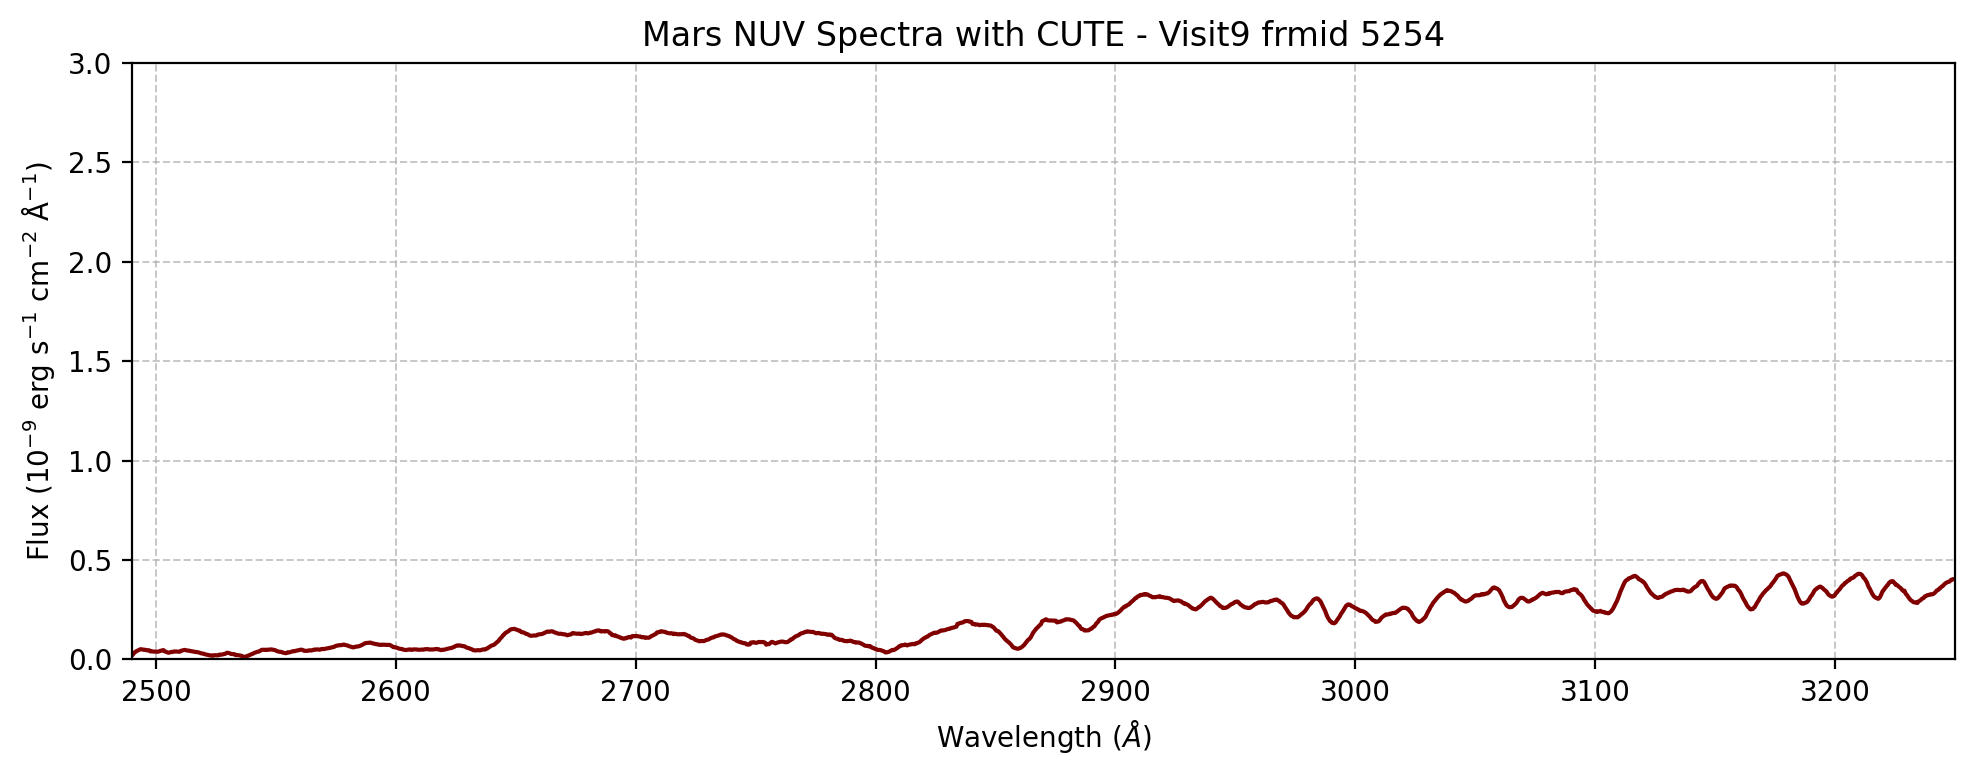 Mars NUV Spectra with CUTE - Visit9 frmid 5254
Flux (10⁻⁹ erg s⁻¹ cm⁻² Å⁻¹)
3.0
2.5
2.0
1.5
1.0
0.5
0.0
2500 2600 2700 2800 2900 3000 3100 3200
Wavelength (Å)